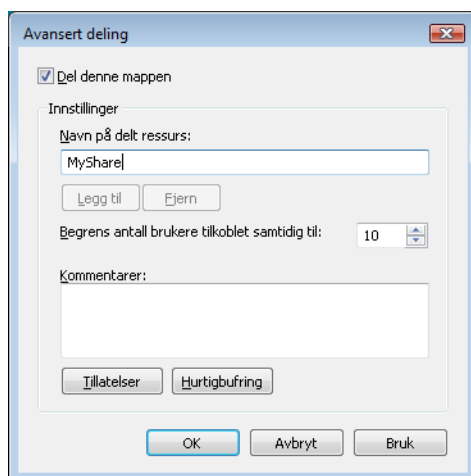 Avansert deling
Del denne mappen
Innstillinger
Navn på delt ressurs:
MyShare
Legg til Fjern
Begrens antall brukere tilkoblet samtidig til: 10
Kommentarer:
Tillatelser Hurtigbufring
OK Avbryt Bruk